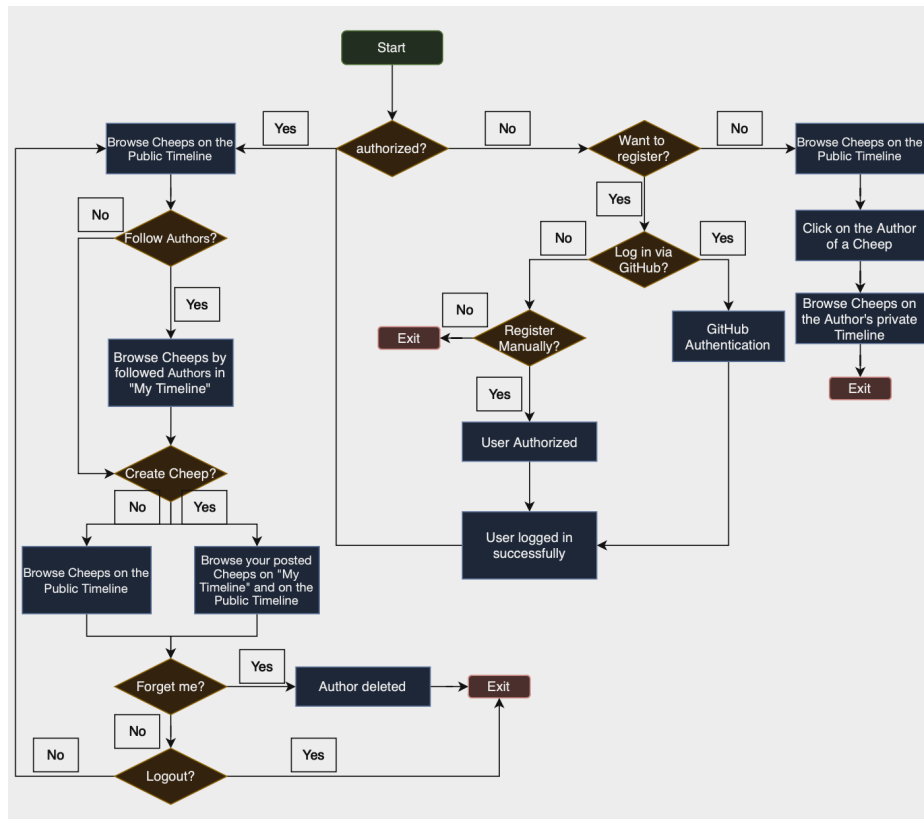 Start
Yes
No
No
Browse Cheeps on the
Public Timeline
authorized?
Want to
register?
Browse Cheeps on the
Public Timeline
No
Yes
Follow Authors?
No
Yes
Log in via
GitHub?
Click on the Author
of a Cheep
Yes
No
Exit
Register
Manually?
GitHub
Authentication
Browse Cheeps on
the Author's private
Timeline
Browse Cheeps by
followed Authors in
"My Timeline"
Yes
Exit
User Authorized
Create Cheep?
No
Yes
User logged in
successfully
Browse Cheeps on the
Public Timeline
Browse your posted
Cheeps on "My
Timeline" and on the
Public Timeline
Forget me?
Yes
Author deleted
Exit
No
No
Logout?
Yes